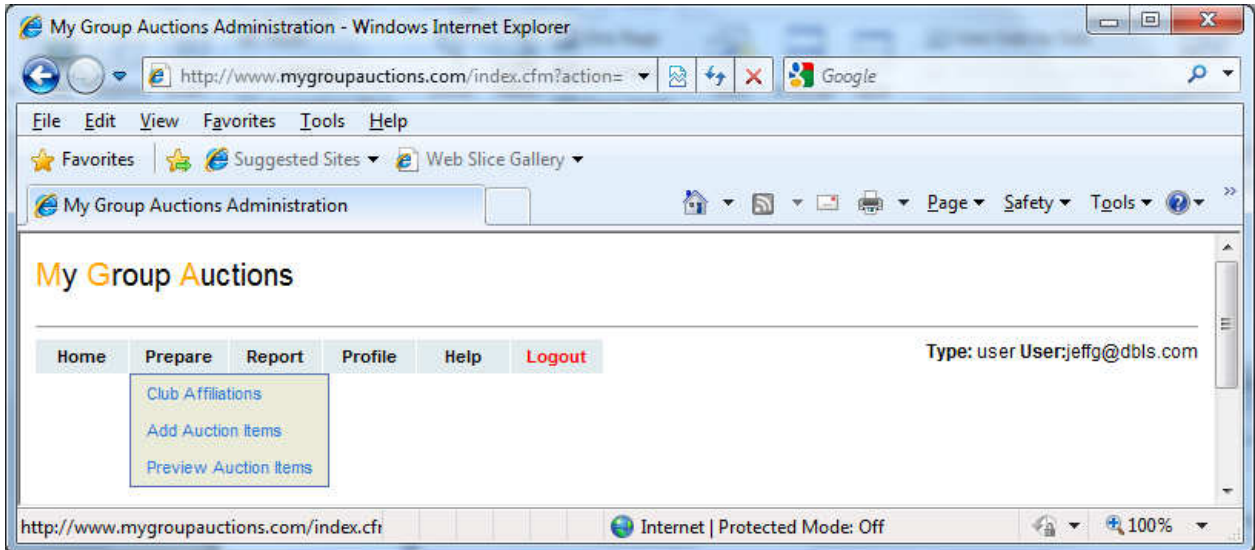 My Group Auctions Administration - Windows Internet Explorer
http://www.mygroupauctions.com/index.cfm?action=
Google
File Edit View Favorites Tools Help
Favorites Suggested Sites Web Slice Gallery
My Group Auctions Administration Page Safety Tools
My Group Auctions
Home Prepare Report Profile Help Logout Type: user User:jeffg@dbls.com
Club Affiliations
Add Auction Items
Preview Auction Items
http://www.mygroupauctions.com/index.cfi Internet | Protected Mode: Off 100%